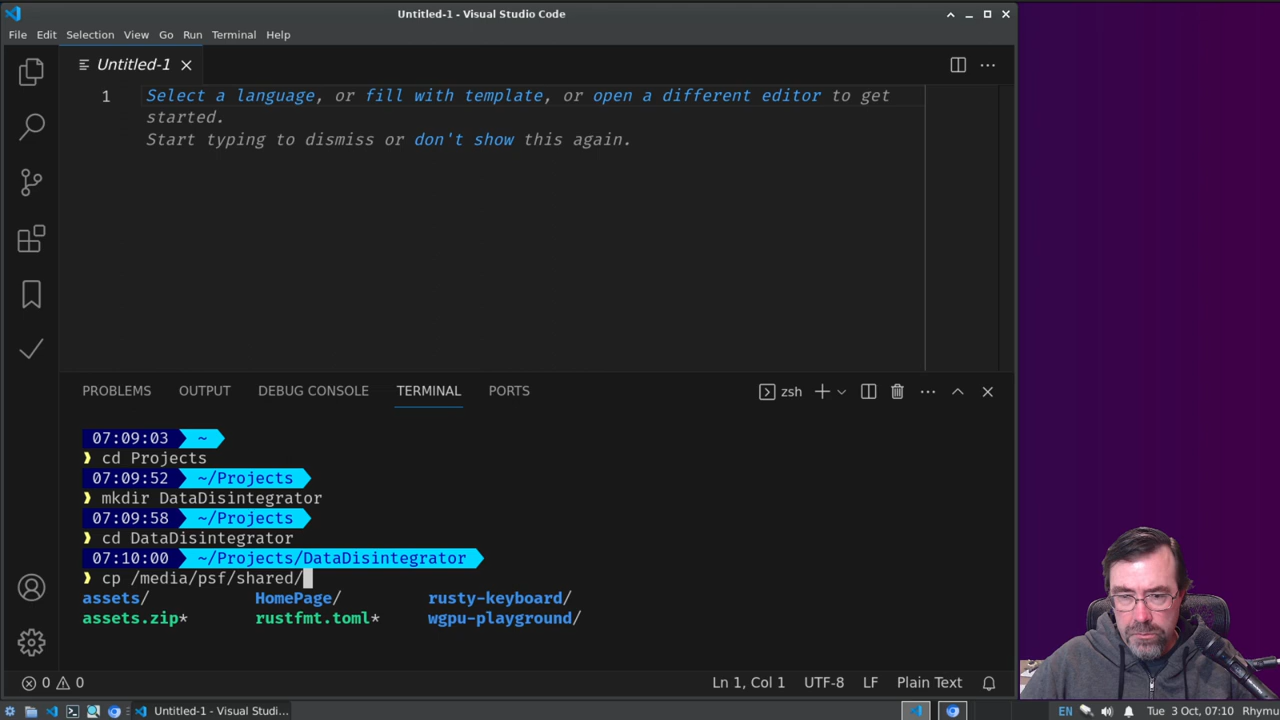 Untitled-1 - Visual Studio Code
File Edit Selection View Go Run Terminal Help
Untitled-1
1 Select a language, or fill with template, or open a different editor to get
started.
Start typing to dismiss or don't show this again.
PROBLEMS OUTPUT DEBUG CONSOLE TERMINAL PORTS zsh
07:09:03 ~
❯ cd Projects
07:09:52 ~/Projects
❯ mkdir DataDisintegrator
07:09:58 ~/Projects
❯ cd DataDisintegrator
07:10:00 ~/Projects/DataDisintegrator
❯ cp /media/psf/shared/
assets/ HomePage/ rusty-keyboard/
assets.zip* rustfmt.toml* wgpu-playground/
0 0 Ln 1, Col 1 UTF-8 LF Plain Text
Untitled-1 - Visual Studi... EN Tue 3 Oct, 07:10 Rhymu